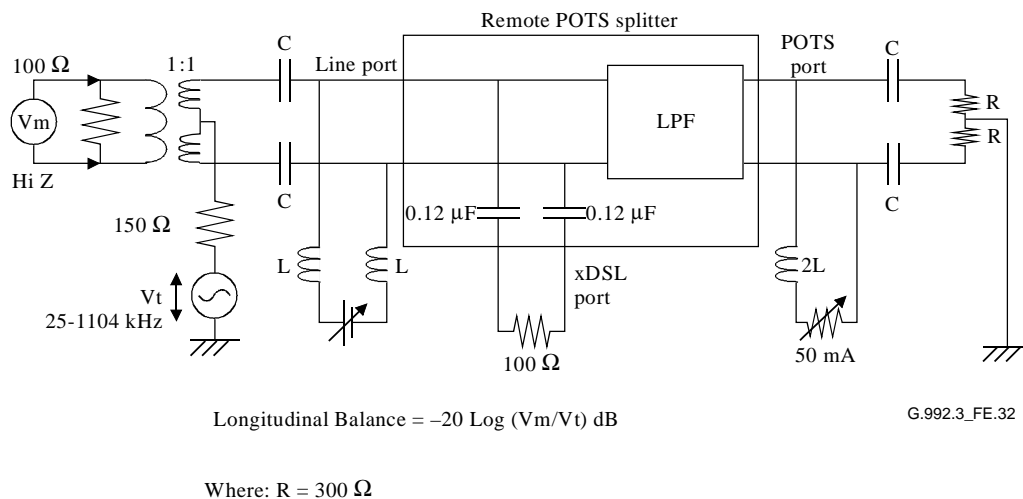 Remote POTS splitter
C
POTS
port
C
100 Ω
1:1
Line port
Vm
LPF
R
R
Hi Z
C
C
0.12 µF
0.12 µF
150 Ω
L
L
xDSL
port
2L
Vt
25-1104 kHz
100 Ω
50 mA
Longitudinal Balance = –20 Log (Vm/Vt) dB
G.992.3_FE.32
Where: R = 300 Ω